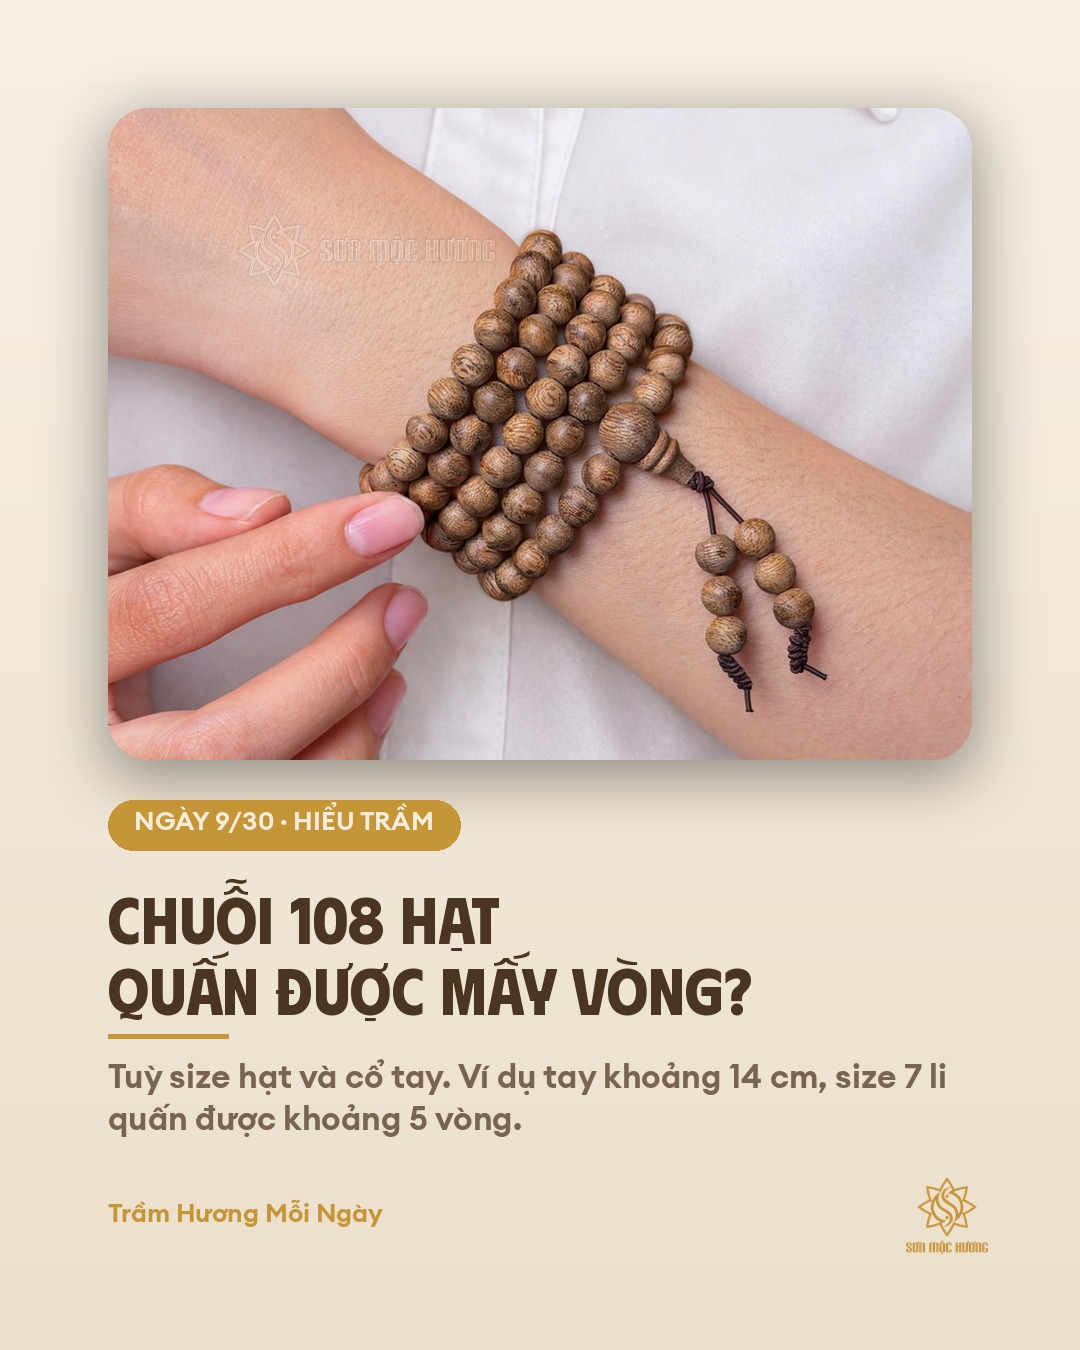 SƠN MỘC HƯƠNG
NGÀY 9/30 · HIỂU TRẦM
CHUỖI 108 HẠT
QUẤN ĐƯỢC MẤY VÒNG?
Tuỳ size hạt và cổ tay. Ví dụ tay khoảng 14 cm, size 7 li
quấn được khoảng 5 vòng.
Trầm Hương Mỗi Ngày
SƠN MỘC HƯƠNG